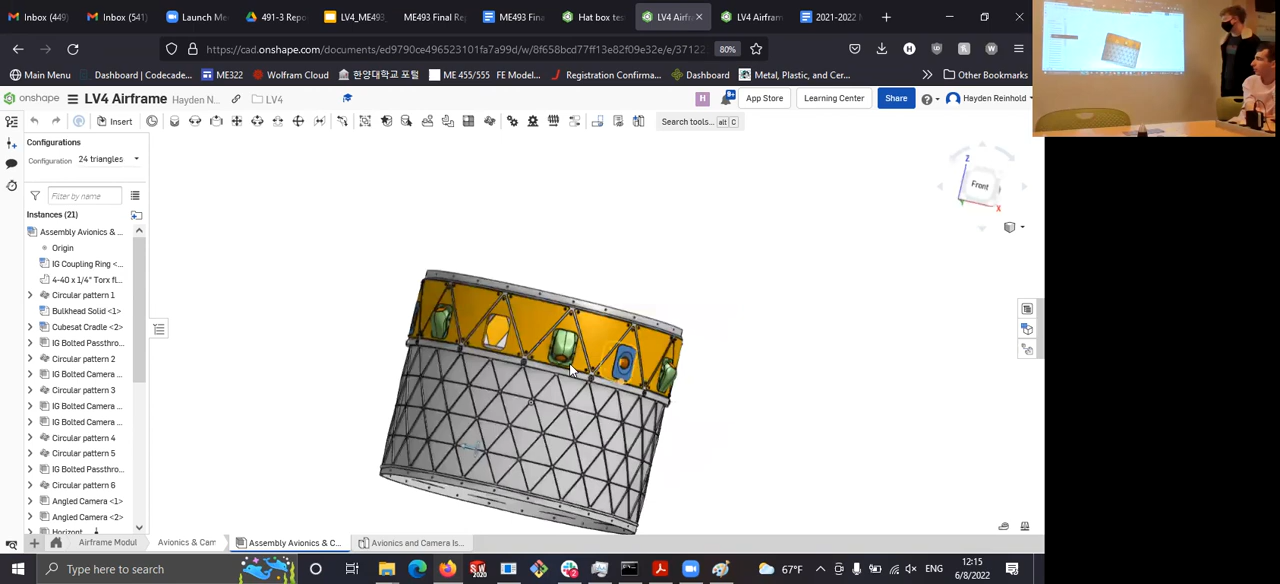 Inbox (449)
Inbox (541)
Launch Me
491-3 Repo
LV4_ME493_
ME493 Final Re
ME493 Fina
Hat box tes
LV4 Airfra
LV4 Airfram
2021-2022 M
https://cad.onshape.com/documents/ed9790ce496523101fa7a99d/w/8f658bcd77ff13e82f09e32e/e/37122
80%
Main Menu
Dashboard | Codecade...
ME322
Wolfram Cloud
한양대학교 포털
ME 455/555
FE Model...
Registration Confirma...
Dashboard
Metal, Plastic, and Cer...
Other Bookmarks
onshape
LV4 Airframe
Hayden N...
LV4
App Store
Learning Center
Share
Hayden Reinhold
Insert
Search tools...
alt C
Configurations
Configuration
24 triangles
Filter by name
Instances (21)
Assembly Avionics & ...
Origin
IG Coupling Ring <...
4-40 x 1/4" Torx fl...
Circular pattern 1
Bulkhead Solid <1>
Cubesat Cradle <2>
IG Bolted Passthro...
Circular pattern 2
IG Bolted Camera ...
Circular pattern 3
IG Bolted Camera ...
IG Bolted Camera ...
Circular pattern 4
Circular pattern 5
IG Bolted Passthro...
Circular pattern 6
Angled Camera <1>
Angled Camera <2>
Front
Z
X
Airframe Modul
Avionics & Cam
Assembly Avionics & C...
Avionics and Camera Is...
Type here to search
67°F
ENG
12:15
6/8/2022